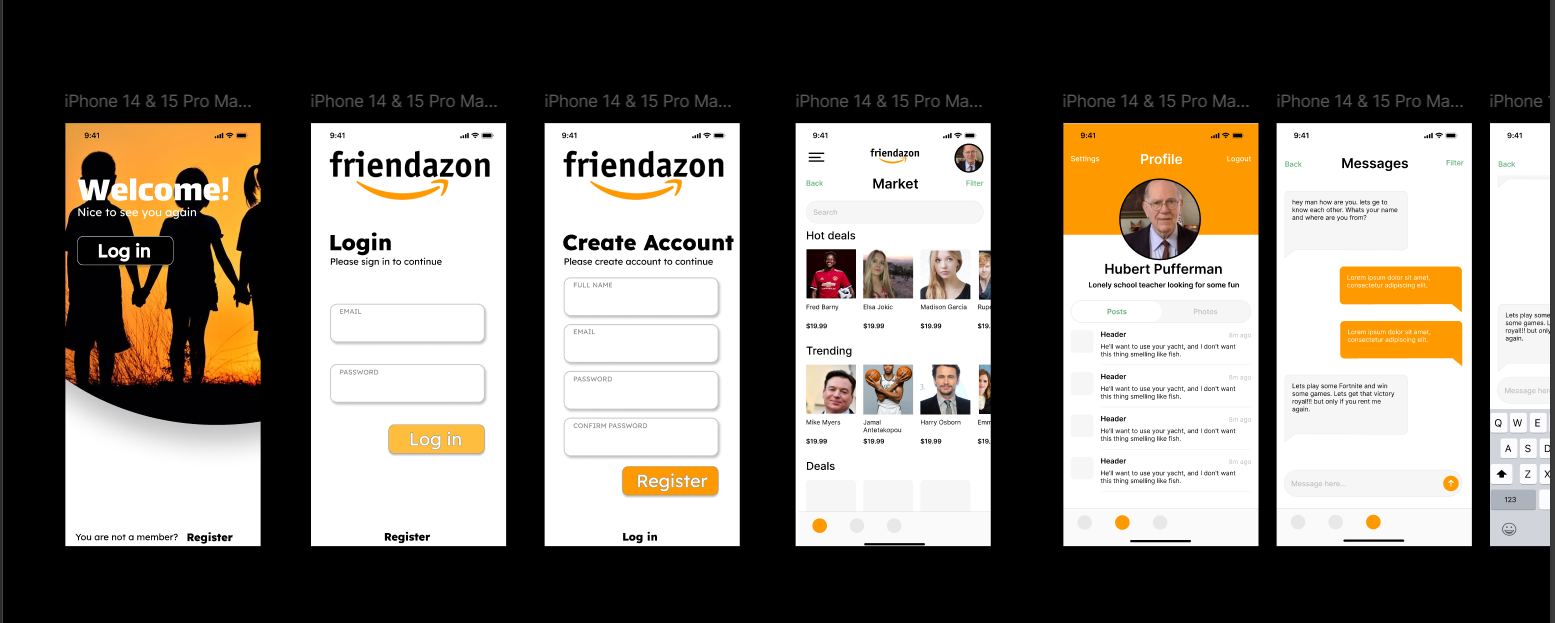 iPhone 14 & 15 Pro Ma...
9:41
Welcome!
Nice to see you again
Log in
You are not a member? Register
iPhone 14 & 15 Pro Ma...
9:41
friendazon
Login
Please sign in to continue
EMAIL
PASSWORD
Log in
Register
iPhone 14 & 15 Pro Ma...
9:41
friendazon
Create Account
Please create account to continue
FULL NAME
EMAIL
PASSWORD
CONFIRM PASSWORD
Register
Log in
iPhone 14 & 15 Pro Ma...
9:41
friendazon
Back Market Filter
Search
Hot deals
Fred Barny Elsa Jokic Madison Garcia Rupe
$19.99 $19.99 $19.99 $19.
Trending
3.
Mike Myers Jamal Harry Osborn Emm
Antetakopou
$19.99 $19.99 $19.99 $19.
Deals
iPhone 14 & 15 Pro Ma...
9:41
Settings Profile Logout
Hubert Pufferman
Lonely school teacher looking for some fun
Posts Photos
Header 8m ago
He'll want to use your yacht, and I don't want
this thing smelling like fish.
Header 8m ago
He'll want to use your yacht, and I don't want
this thing smelling like fish.
Header 8m ago
He'll want to use your yacht, and I don't want
this thing smelling like fish.
Header 8m ago
He'll want to use your yacht, and I don't want
this thing smelling like fish.
iPhone 14 & 15 Pro Ma...
9:41
Back Messages Filter
hey man how are you. lets ge to
know each other. Whats your name
and where are you from?
Lorem ipsum dolor sit amet,
consectetur adipiscing elit.
Lorem ipsum dolor sit amet,
consectetur adipiscing elit.
Lets play some Fortnite and win
some games. Lets get that victory
royal!!! but only if you rent me
again.
Message here...
iPhone
9:41
Back
Lets play some
some games. L
royal!!! but only
again.
Message here
Q W E
A S D
Z X
123